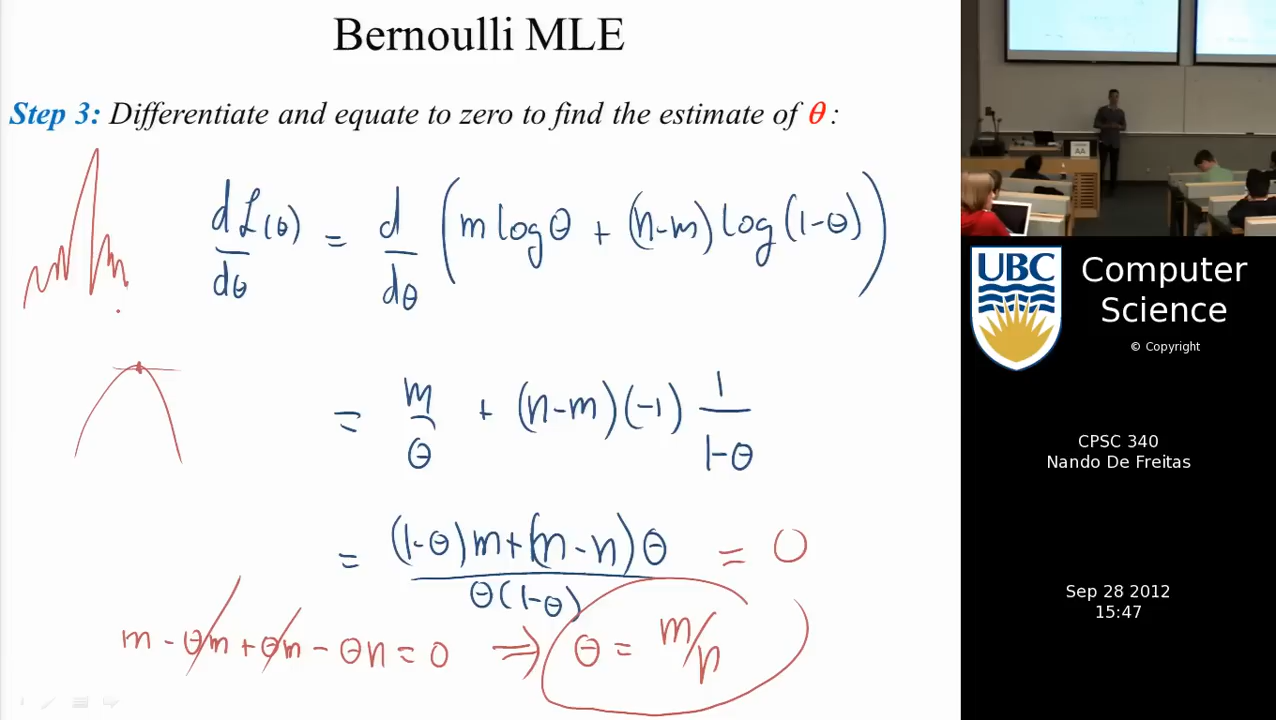 Bernoulli MLE
Step 3: Differentiate and equate to zero to find the estimate of θ :
dℒ(θ)/dθ = d/dθ (m log θ + (n-m) log (1-θ))
= m/θ + (n-m)(-1) 1/1-θ
= (1-θ)m+(m-n)θ/θ(1-θ) = 0
m - θm + θm - θn = 0 ⇒ θ = m/n
UBC
Computer
Science
© Copyright
CPSC 340
Nando De Freitas
Sep 28 2012
15:47